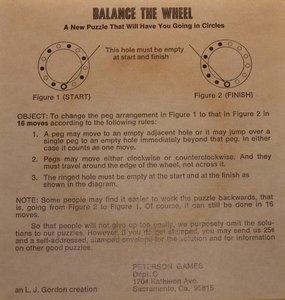 BALANCE THE WHEEL
A New Puzzle That Will Have You Going in Circles
This hole must be empty
at start and finish
Figure 1 (START)
Figure 2 (FINISH)
OBJECT: To change the peg arrangement in Figure 1 to that in Figure 2 in
16 moves according to the following rules:
1. A peg may move to an empty adjacent hole or it may jump over a
single peg to an empty hole immediately beyond that peg. In either
case it counts as one move.
2. Pegs may move either clockwise or counterclockwise. And they
must travel around the edge of the wheel, not across it.
3. The ringed hole must be empty at the start and at the finish as
shown in the diagram.
NOTE: Some people may find it easier to work the puzzle backwards, that
is, going from Figure 2 to Figure 1. Of course, it can still be done in 16
moves.
So that people will not give up too easily, we purposely omit the solu-
tions to our puzzles. However, if you do get stumped, you may send us 25¢
and a self-addressed, stamped envelope for the solution and for information
on other good puzzles.
PETERSON GAMES
Dept. C
1704 Kathleen
Sacramento, Ca. 95815
an L.J. Gordon creation